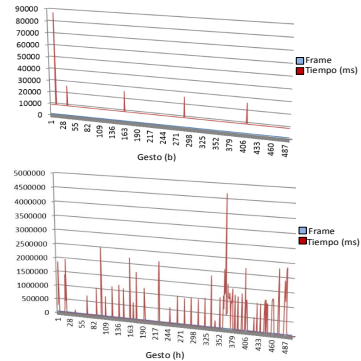 90000
80000
70000
60000
50000
40000
30000
20000
10000
0
Frame
Tiempo (ms)
1 28 55 82 109 136 163 190 217 244 271 298 325 352 379 406 433 460 487
Gesto (b)
5000000
4500000
4000000
3500000
3000000
2500000
2000000
1500000
1000000
500000
0
Frame
Tiempo (ms)
1 28 55 82 109 136 163 190 217 244 271 298 325 352 379 406 433 460 487
Gesto (h)